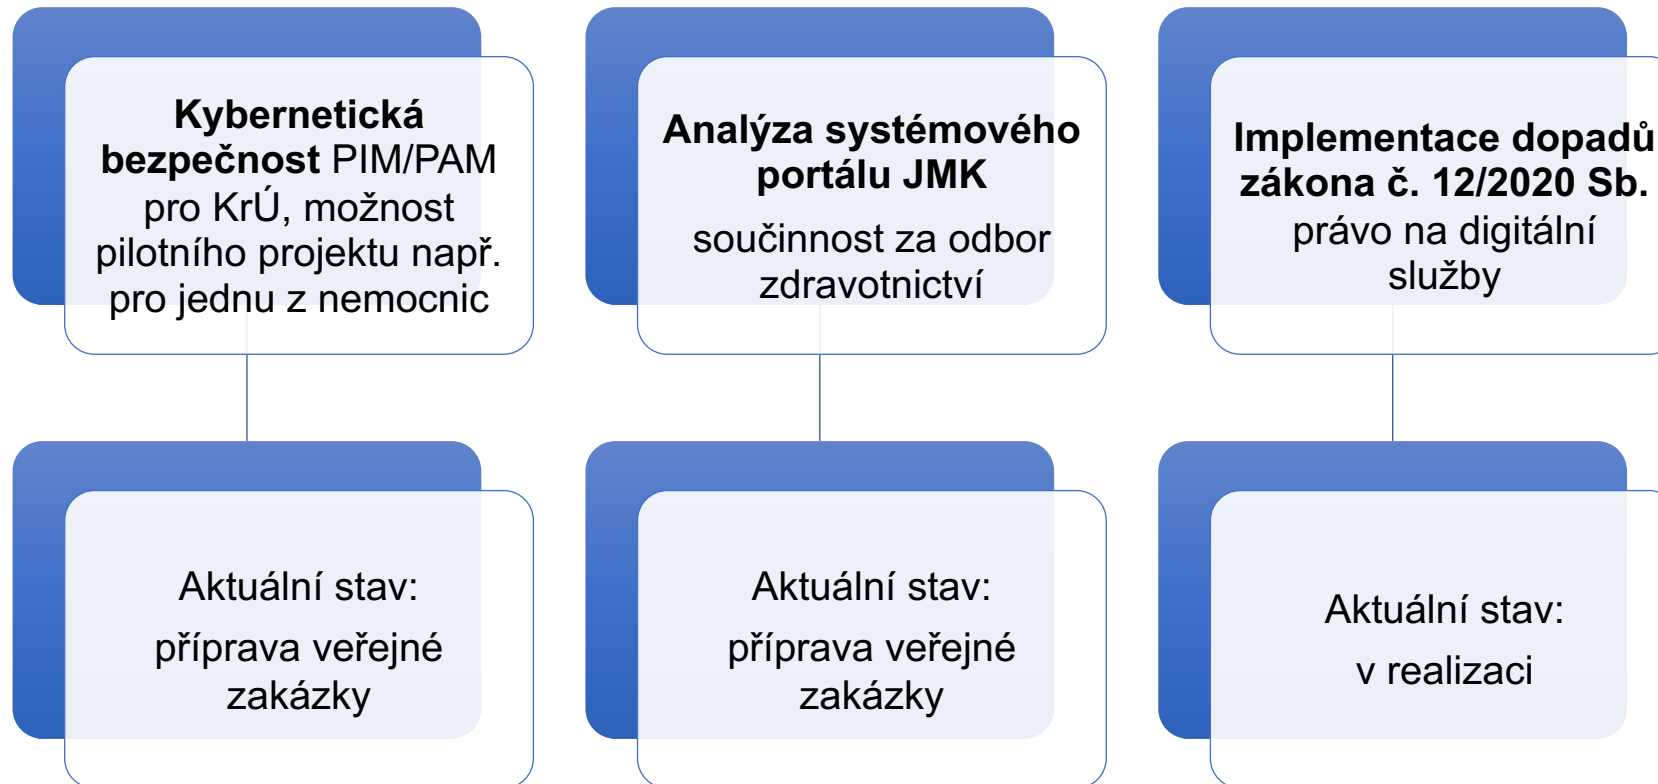 Kybernetická
bezpečnost PIM/PAM
pro KrÚ, možnost
pilotního projektu např.
pro jednu z nemocnic
Analýza systémového
portálu JMK
součinnost za odbor
zdravotnictví
Implementace dopadů
zákona č. 12/2020 Sb.
právo na digitální
služby
Aktuální stav:
příprava veřejné
zakázky
Aktuální stav:
příprava veřejné
zakázky
Aktuální stav:
v realizaci